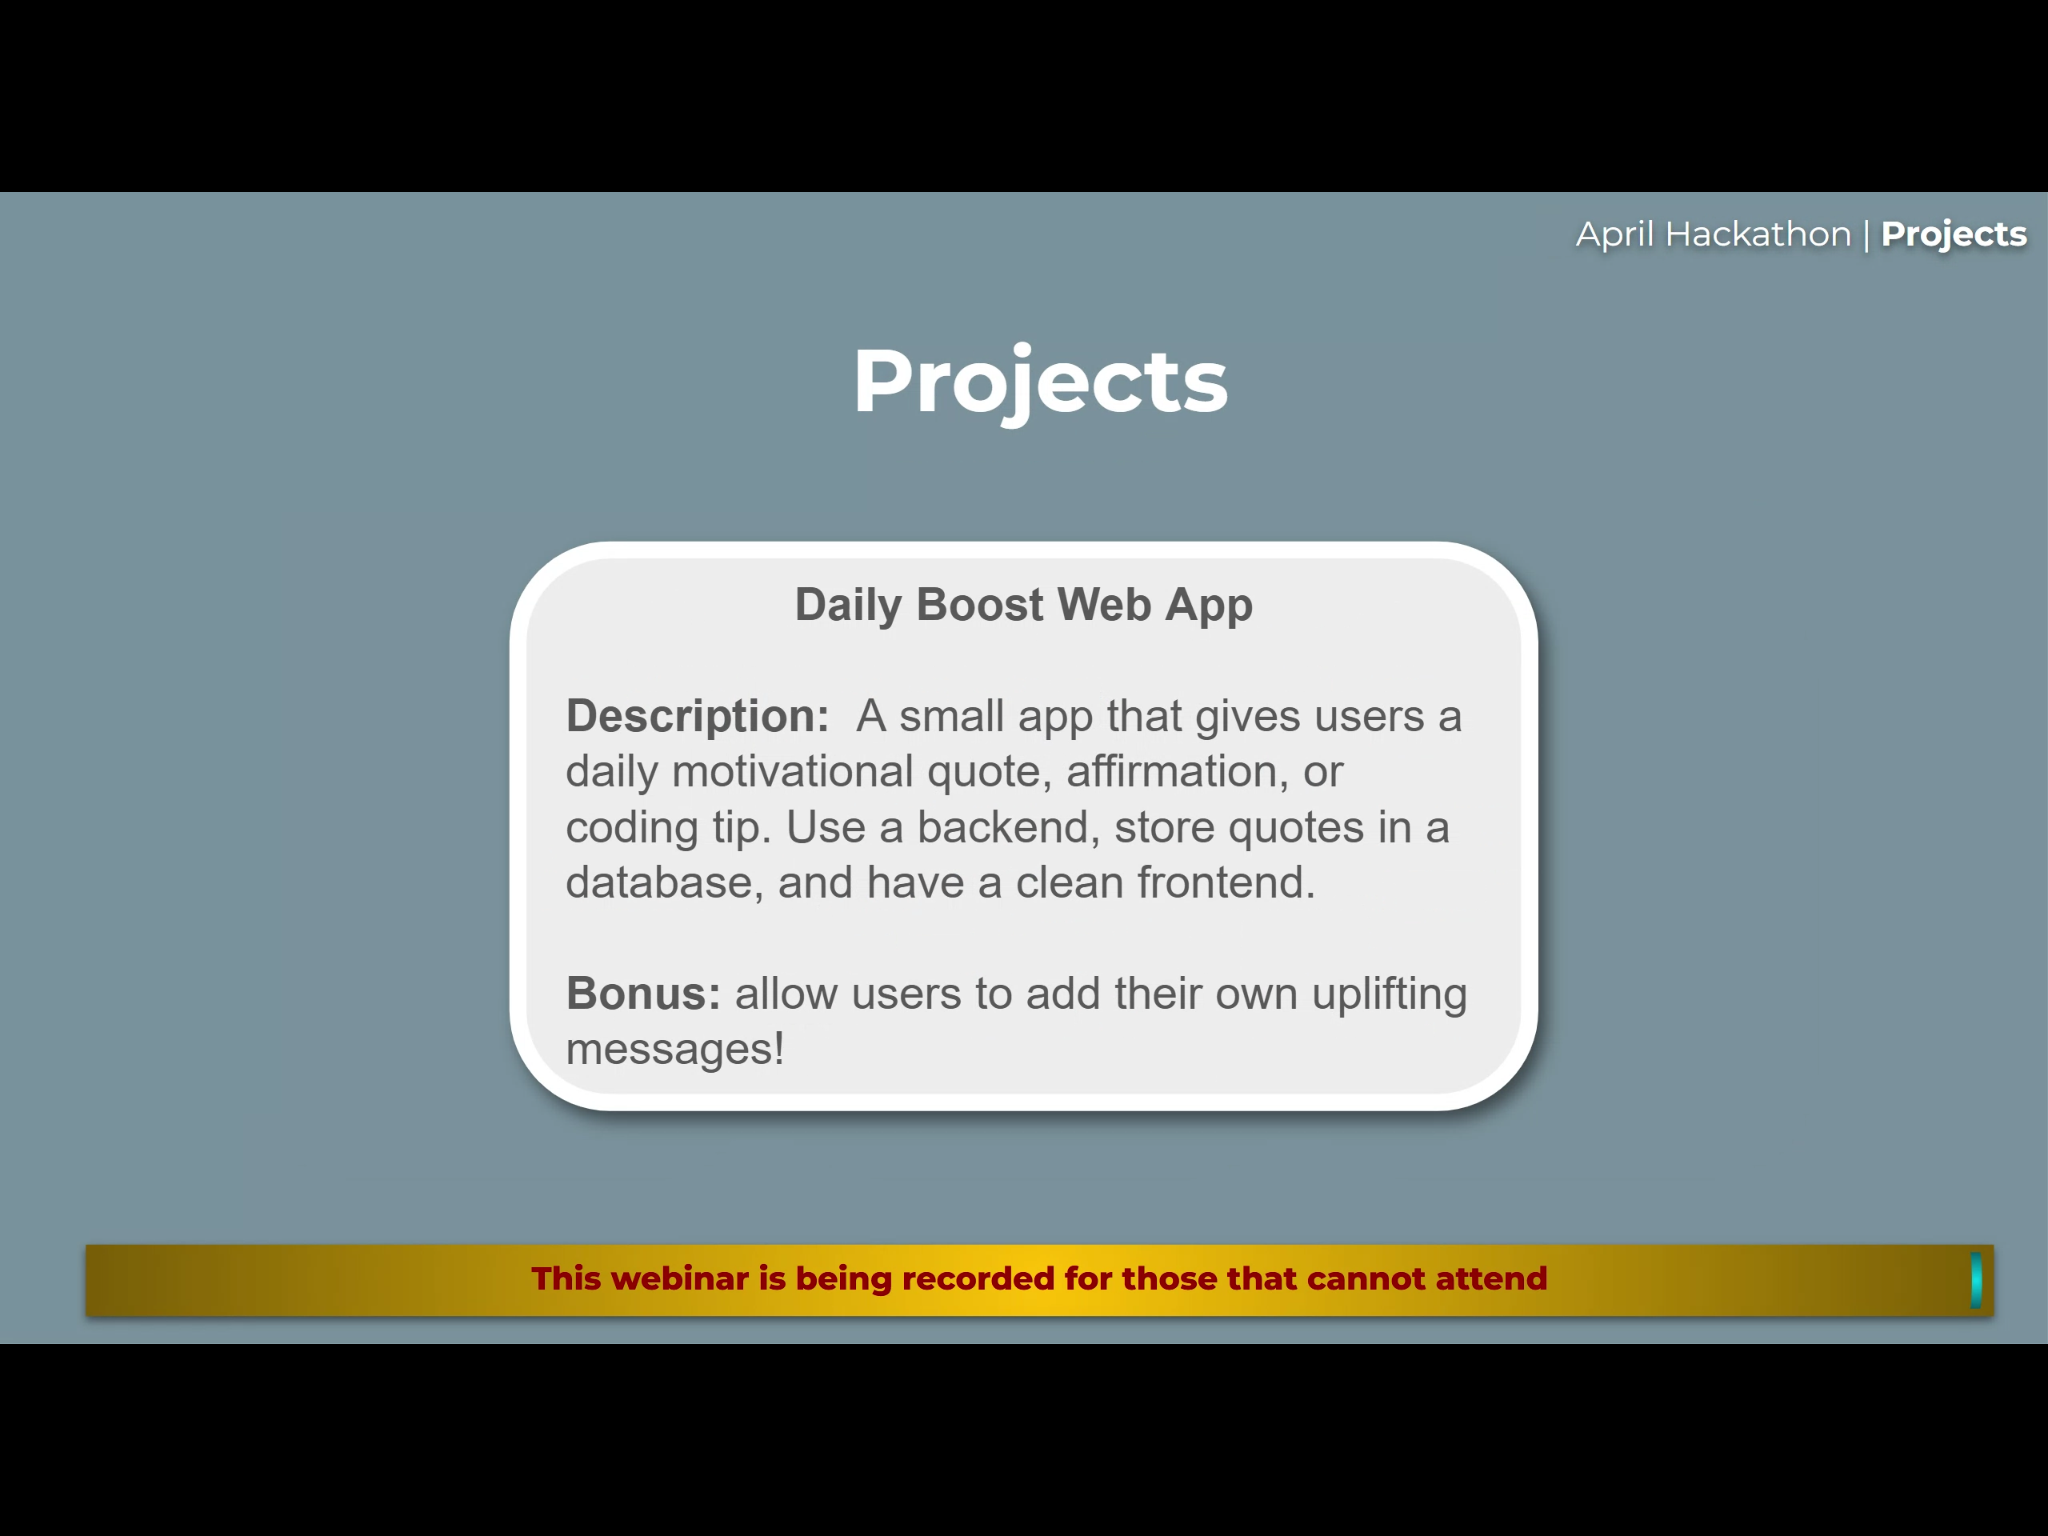 April Hackathon | Projects
Projects
Daily Boost Web App
Description:  A small app that gives users a
daily motivational quote, affirmation, or
coding tip. Use a backend, store quotes in a
database, and have a clean frontend.
Bonus: allow users to add their own uplifting
messages!
This webinar is being recorded for those that cannot attend